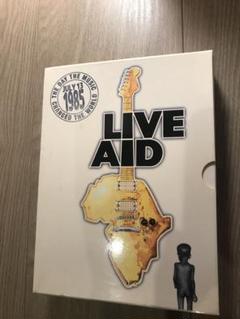 THE DAY THE MUSIC
JULY 13
1985
CHANGED THE WORLD
LIVE
AID